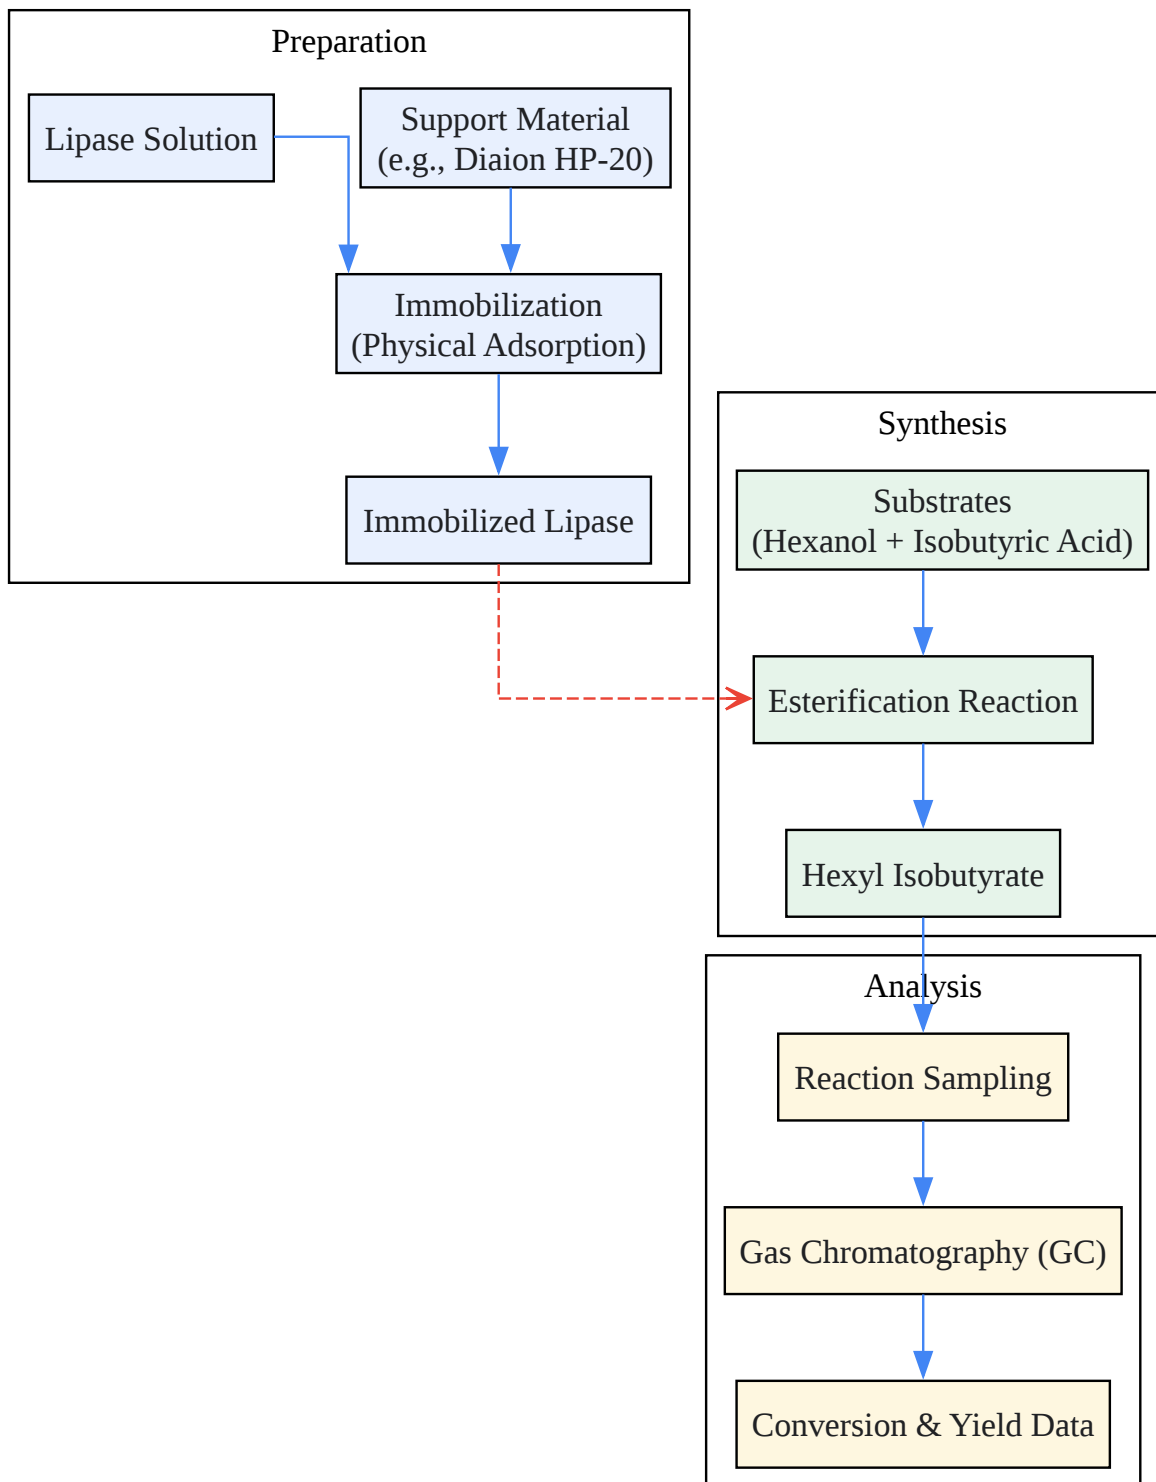 Preparation
Lipase Solution
Support Material
(e.g., Diaion HP-20)
Immobilization
(Physical Adsorption)
Immobilized Lipase
Synthesis
Substrates
(Hexanol + Isobutyric Acid)
Esterification Reaction
Hexyl Isobutyrate
Analysis
Reaction Sampling
Gas Chromatography (GC)
Conversion & Yield Data